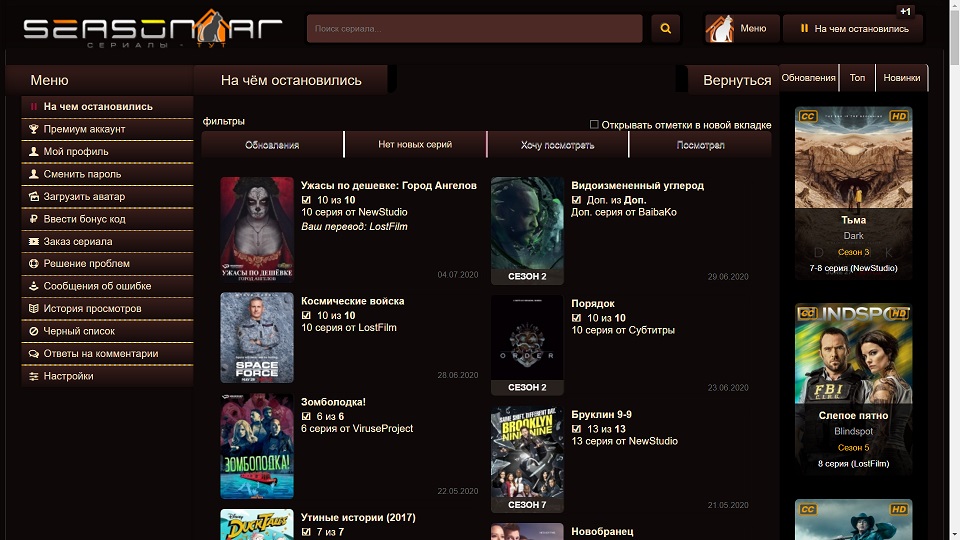 SEASONVAR
СЕРИАЛЫ - ТУТ
Поиск сериала...
Меню
+1
На чем остановились
Меню
На чём остановились
Вернуться
Обновления
Топ
Новинки
На чем остановились
Премиум аккаунт
Мой профиль
Сменить пароль
Загрузить аватар
Ввести бонус код
Заказ сериала
Решение проблем
Сообщения об ошибке
История просмотров
Черный список
Ответы на комментарии
Настройки
фильтры
Открывать отметки в новой вкладке
Обновления
Нет новых серий
Хочу посмотреть
Посмотрел
УЖАСЫ ПО ДЕШЁВКЕ
ГОРОД АНГЕЛОВ
Ужасы по дешевке: Город Ангелов
10 из 10
10 серия от NewStudio
Ваш перевод: LostFilm
04.07.2020
СЕЗОН 2
Видоизмененный углерод
Доп. из Доп.
Доп. серия от BaibaKo
29.06.2020
SPACE
FORCE
Космические войска
10 из 10
10 серия от LostFilm
28.06.2020
ORDER
СЕЗОН 2
Порядок
10 из 10
10 серия от Субтитры
23.06.2020
ЗОМБОЛОДКА!
Зомболодка!
6 из 6
6 серия от ViruseProject
22.05.2020
SAME SHIFT. DIFFERENT DAY.
BROOKLYN
NINE-NINE
СЕЗОН 7
Бруклин 9-9
13 из 13
13 серия от NewStudio
21.05.2020
Disney
DUCKTALES
Утиные истории (2017)
7 из 7
Новобранец
CC
HD
Тьма
Dark
Сезон 3
7-8 серия (NewStudio)
CC
HD
BLINDSPOT
FBI
Слепое пятно
Blindspot
Сезон 5
8 серия (LostFilm)
CC
HD